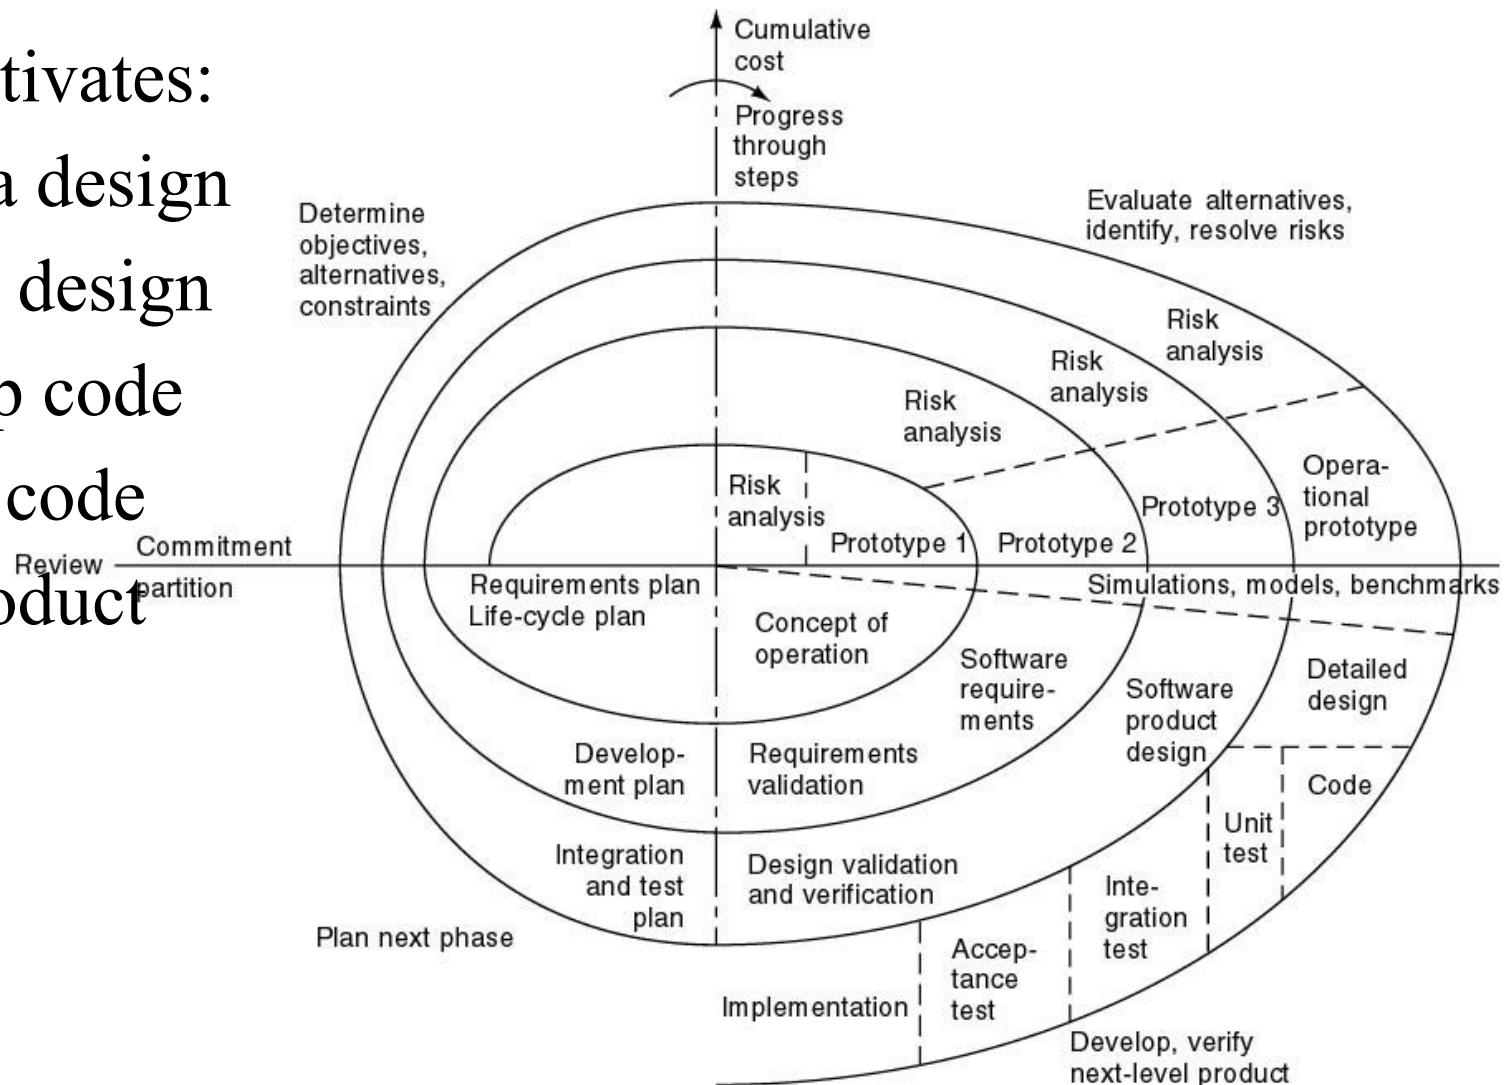 tivates:
a design
design
p code
code
oduct
Cumulative
cost
Progress
through
steps
Determine
objectives,
alternatives,
constraints
Evaluate alternatives,
identify, resolve risks
Risk
analysis
Risk
analysis
Risk
analysis
Risk
analysis
Opera-
tional
prototype
Prototype 3
Prototype 2
Prototype 1
Review
Commitment
partition
Requirements plan
Life-cycle plan
Simulations, models, benchmarks
Concept of
operation
Software
require-
ments
Software
product
design
Detailed
design
Develop-
ment plan
Requirements
validation
Code
Unit
test
Integration
and test
plan
Design validation
and verification
Inte-
gration
test
Plan next phase
Accep-
tance
test
Implementation
Develop, verify
next-level product